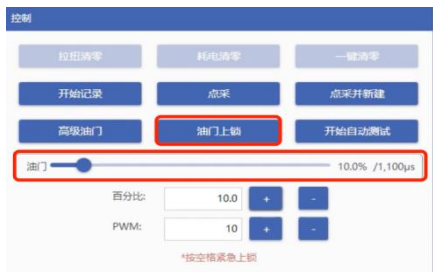 控制
拉扭清零 耗电清零 一键清零
开始记录 点采 点采并新建
高级油门 油门上锁 开始自动测试
油门 10.0% /1,100μs
百分比: 10.0 + -
PWM: 10 + -
*按空格紧急上锁